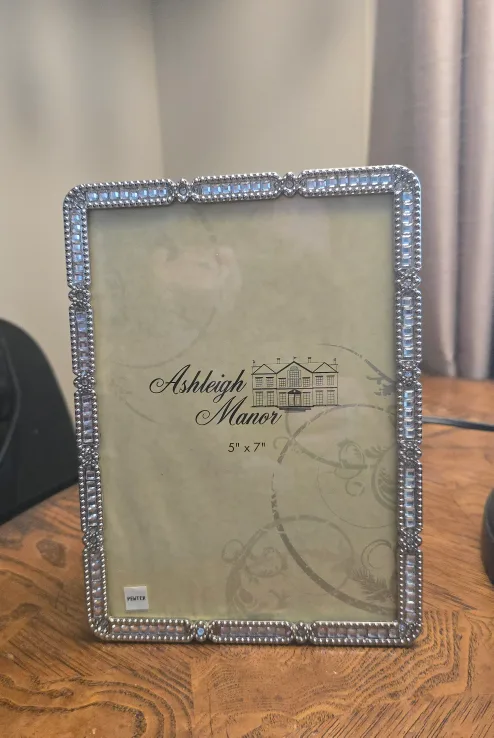 Ashleigh
Manor
5" x 7"
PEWTER